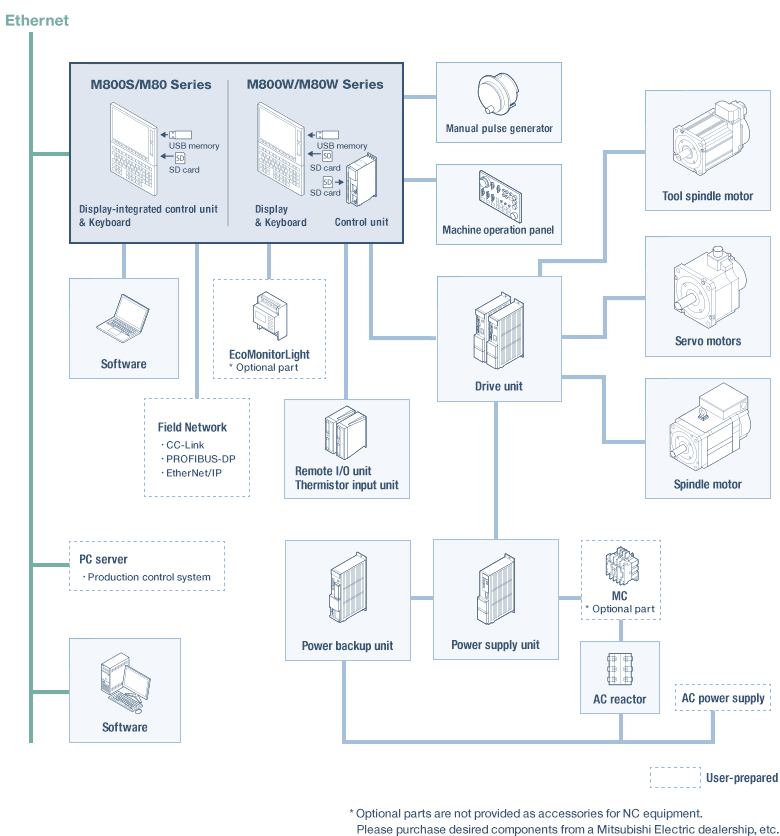 Ethernet
M800S/M80 Series
M800W/M80W Series
USB memory
SD
SD card
USB memory
SD
SD
SD card
Display-integrated control unit
& Keyboard
Display
& Keyboard
Control unit
Manual pulse generator
Machine operation panel
Tool spindle motor
Servo motors
Spindle motor
Software
EcoMonitorLight
* Optional part
Drive unit
Field Network
・CC-Link
・PROFIBUS-DP
・EtherNet/IP
Remote I/O unit
Thermistor input unit
PC server
・Production control system
Power backup unit
Power supply unit
MC
* Optional part
AC reactor
AC power supply
Software
User-prepared
* Optional parts are not provided as accessories for NC equipment.
Please purchase desired components from a Mitsubishi Electric dealership, etc.